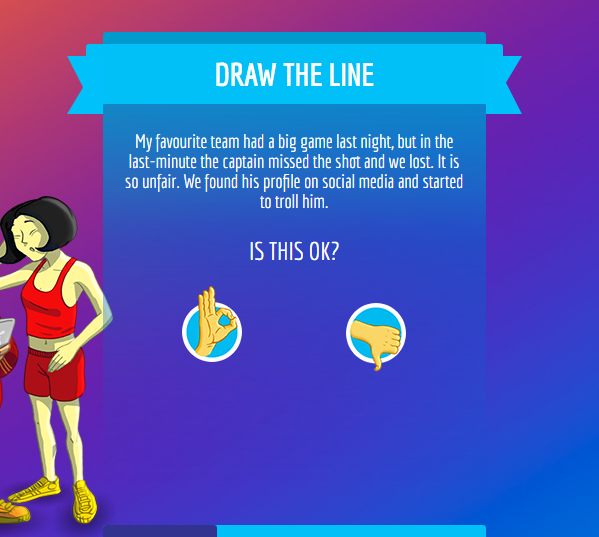 DRAW THE LINE
My favourite team had a big game last night, but in the
last-minute the captain missed the shot and we lost. It is
so unfair. We found his profile on social media and started
to troll him.
IS THIS OK?